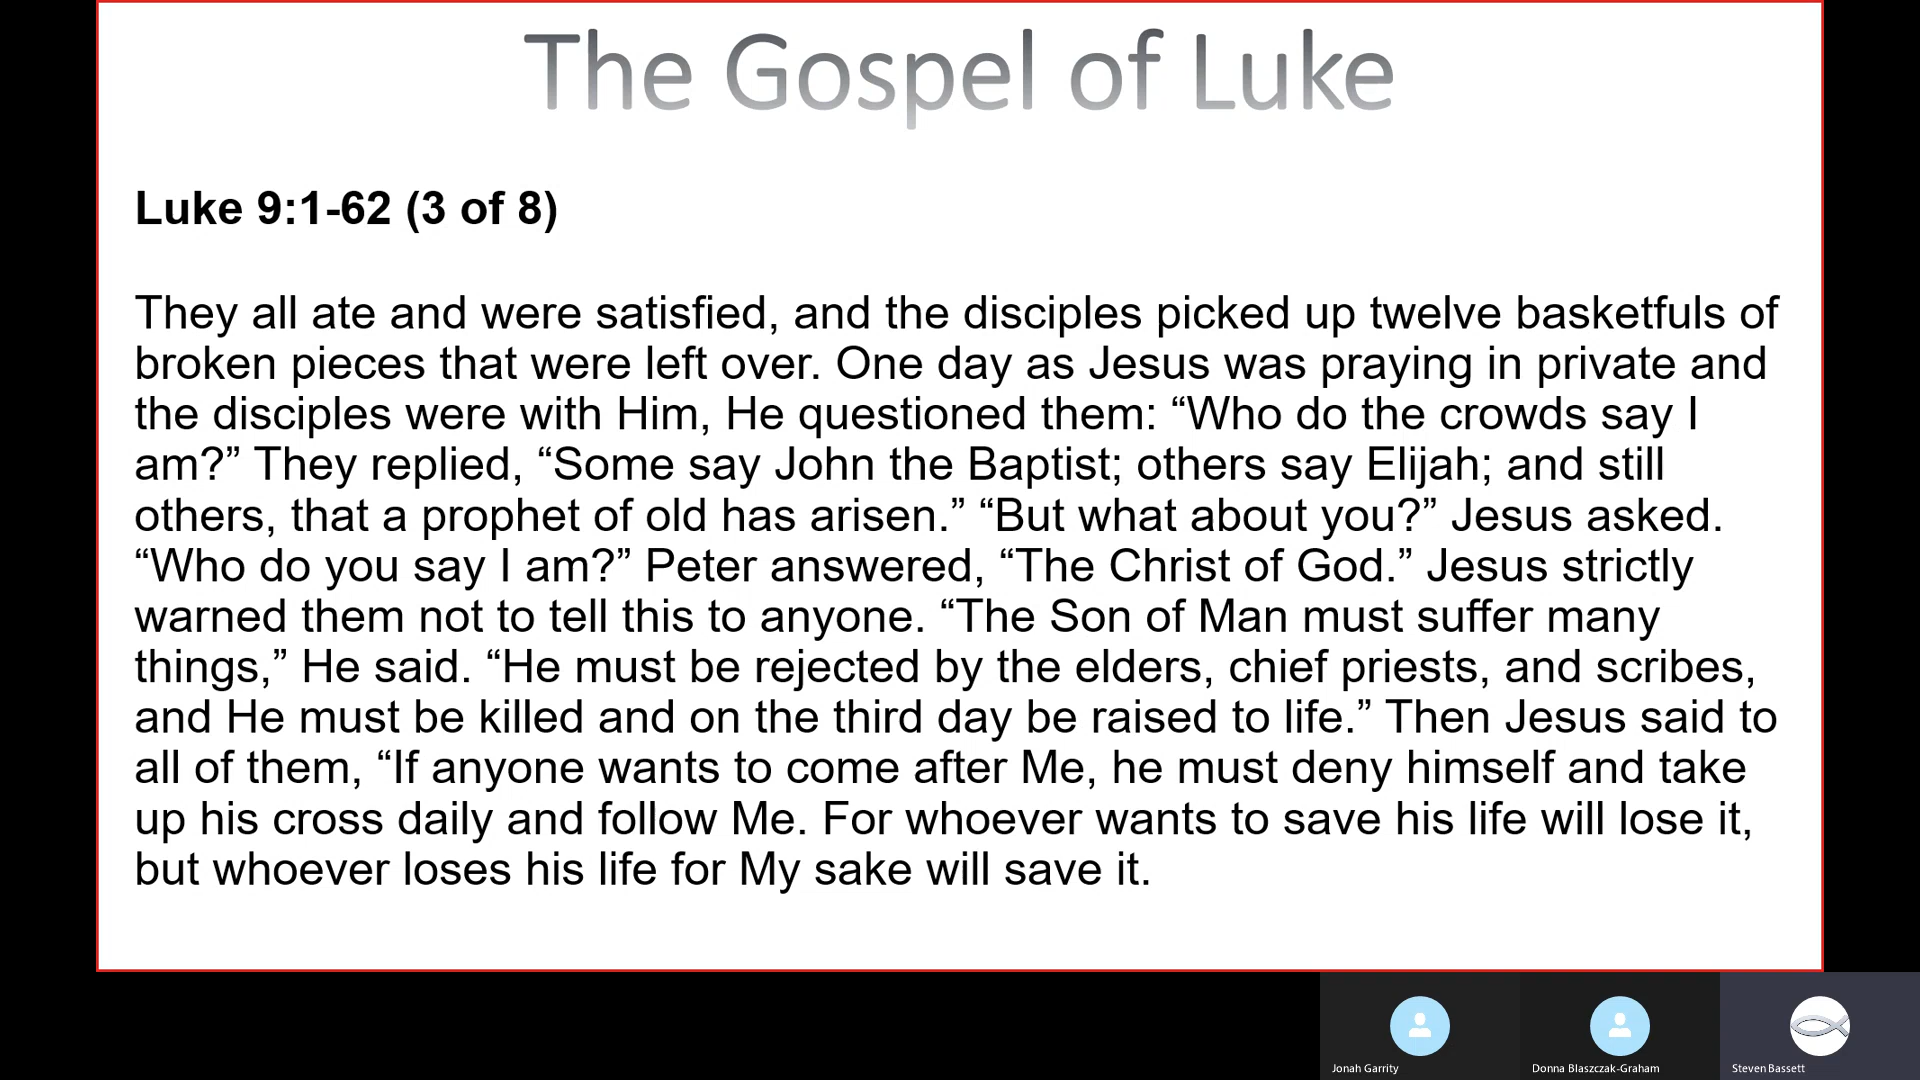 The Gospel of Luke
Luke 9:1-62 (3 of 8)
They all ate and were satisfied, and the disciples picked up twelve basketfuls of
broken pieces that were left over. One day as Jesus was praying in private and
the disciples were with Him, He questioned them: “Who do the crowds say I
am?” They replied, “Some say John the Baptist; others say Elijah; and still
others, that a prophet of old has arisen.” “But what about you?” Jesus asked.
“Who do you say I am?” Peter answered, “The Christ of God.” Jesus strictly
warned them not to tell this to anyone. “The Son of Man must suffer many
things,” He said. “He must be rejected by the elders, chief priests, and scribes,
and He must be killed and on the third day be raised to life.” Then Jesus said to
all of them, “If anyone wants to come after Me, he must deny himself and take
up his cross daily and follow Me. For whoever wants to save his life will lose it,
but whoever loses his life for My sake will save it.
Jonah Garrity
Donna Blaszczak-Graham
Steven Bassett